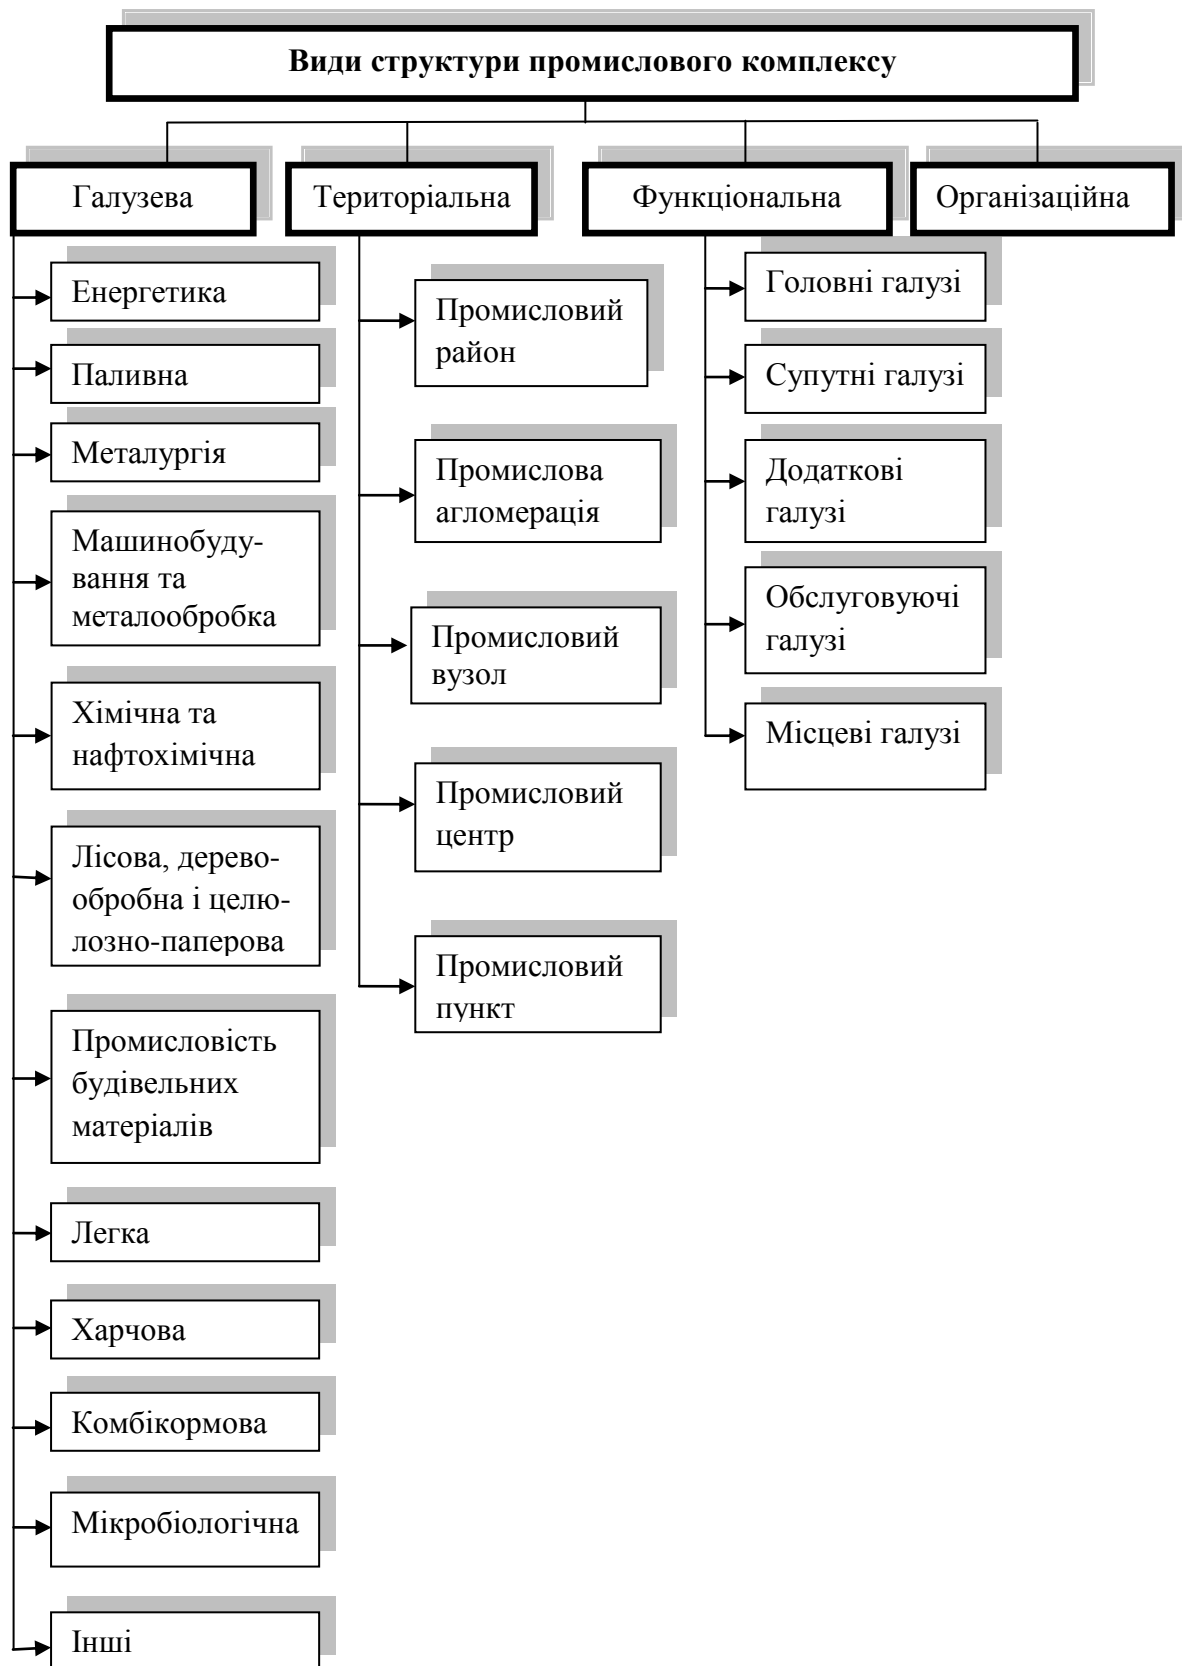 Види структури промислового комплексу
Галузева
Територіальна
Функціональна
Організаційна
Енергетика
Паливна
Металургія
Машинобуду-
вання та
металообробка
Хімічна та
нафтохімічна
Лісова, дерево-
обробна і целю-
лозно-паперова
Промисловість
будівельних
матеріалів
Легка
Харчова
Комбікормова
Мікробіологічна
Інші
Промисловий
район
Промислова
агломерація
Промисловий
вузол
Промисловий
центр
Промисловий
пункт
Головні галузі
Супутні галузі
Додаткові
галузі
Обслуговуючі
галузі
Місцеві галузі